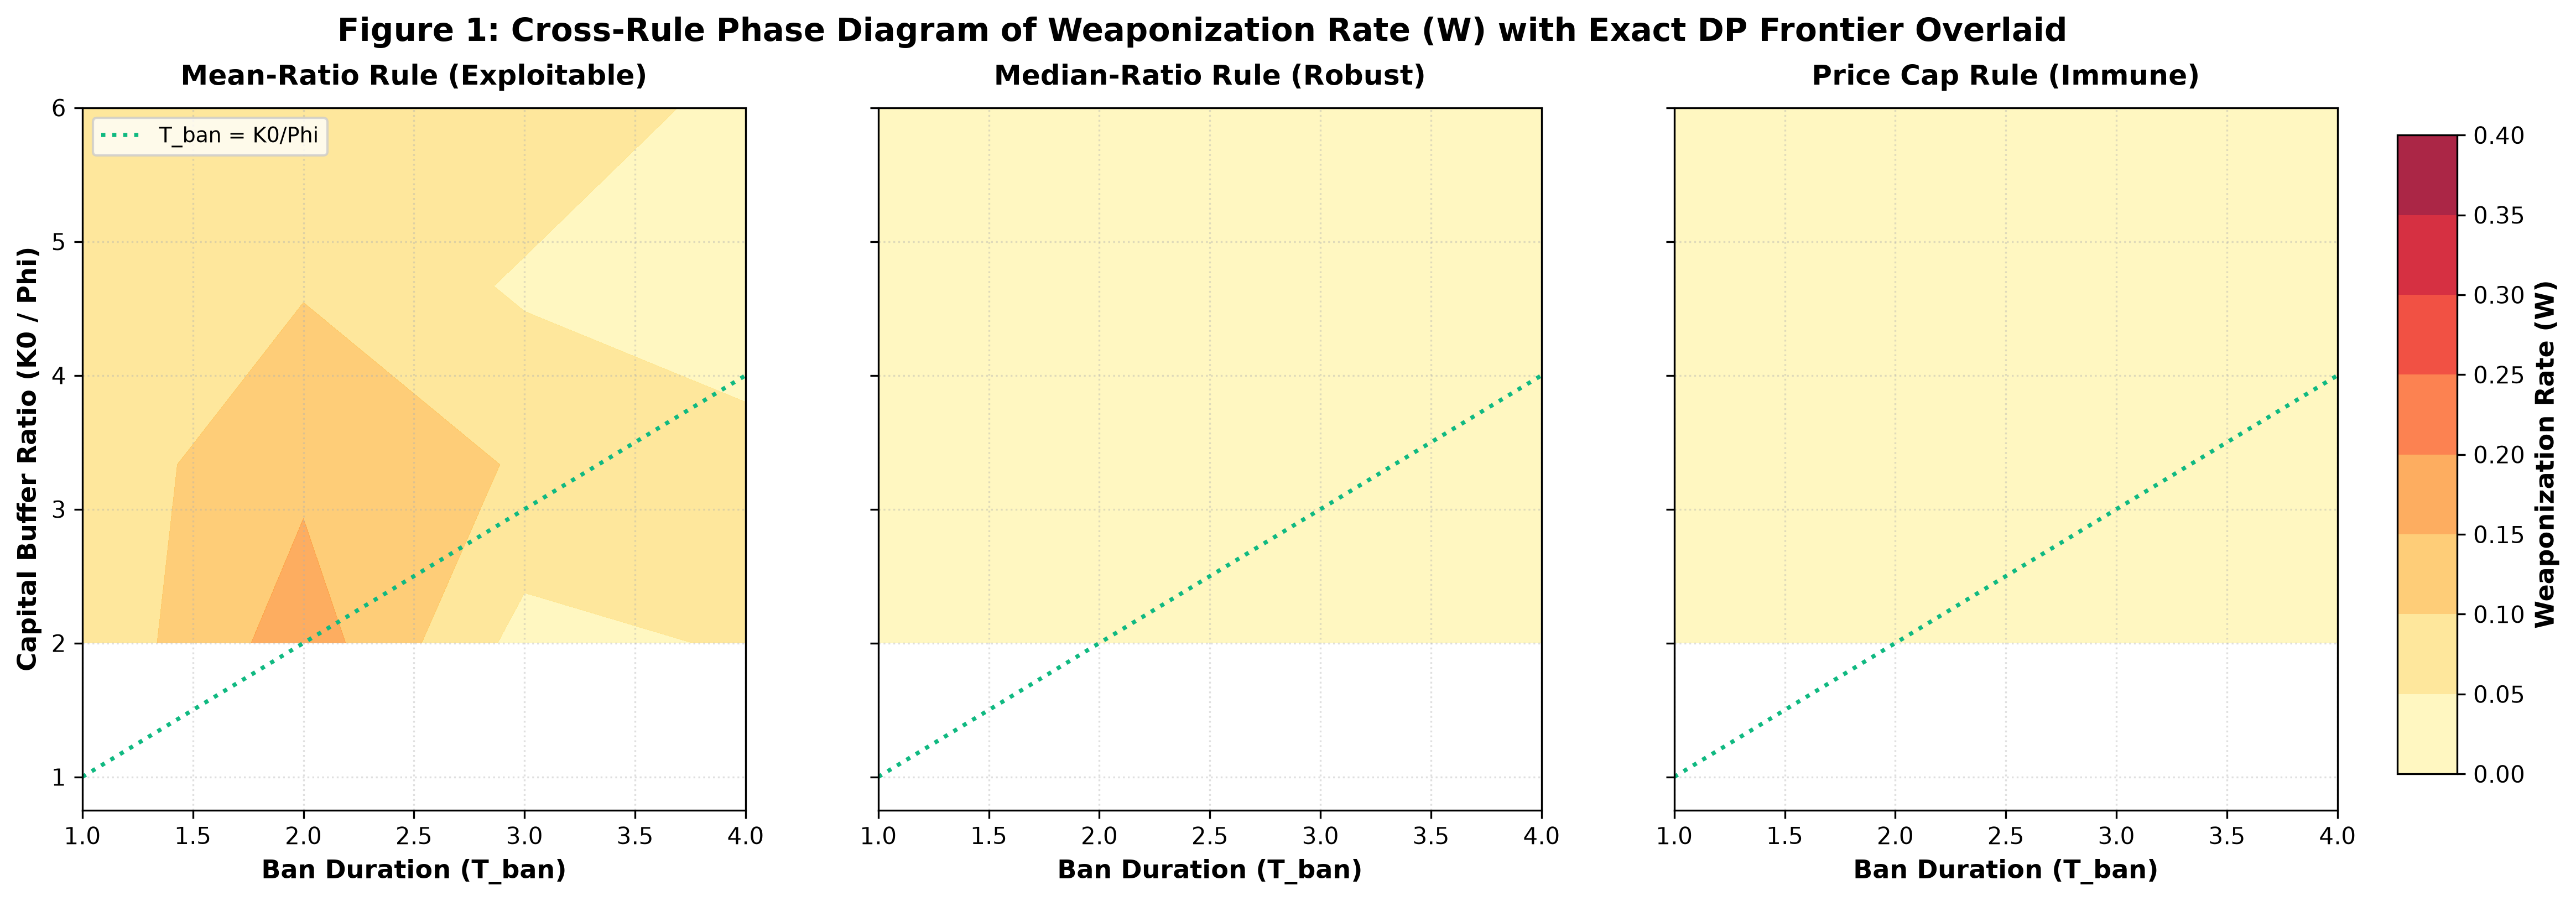 Figure 1: Cross-Rule Phase Diagram of Weaponization Rate (W) with Exact DP Frontier Overlaid
Mean-Ratio Rule (Exploitable)
T_ban = K0/Phi
Capital Buffer Ratio (K0 / Phi)
6
5
4
3
2
1
1.0 1.5 2.0 2.5 3.0 3.5 4.0
Ban Duration (T_ban)
Median-Ratio Rule (Robust)
1.0 1.5 2.0 2.5 3.0 3.5 4.0
Ban Duration (T_ban)
Price Cap Rule (Immune)
1.0 1.5 2.0 2.5 3.0 3.5 4.0
Ban Duration (T_ban)
0.40
0.35
0.30
0.25
0.20
0.15
0.10
0.05
0.00
Weaponization Rate (W)